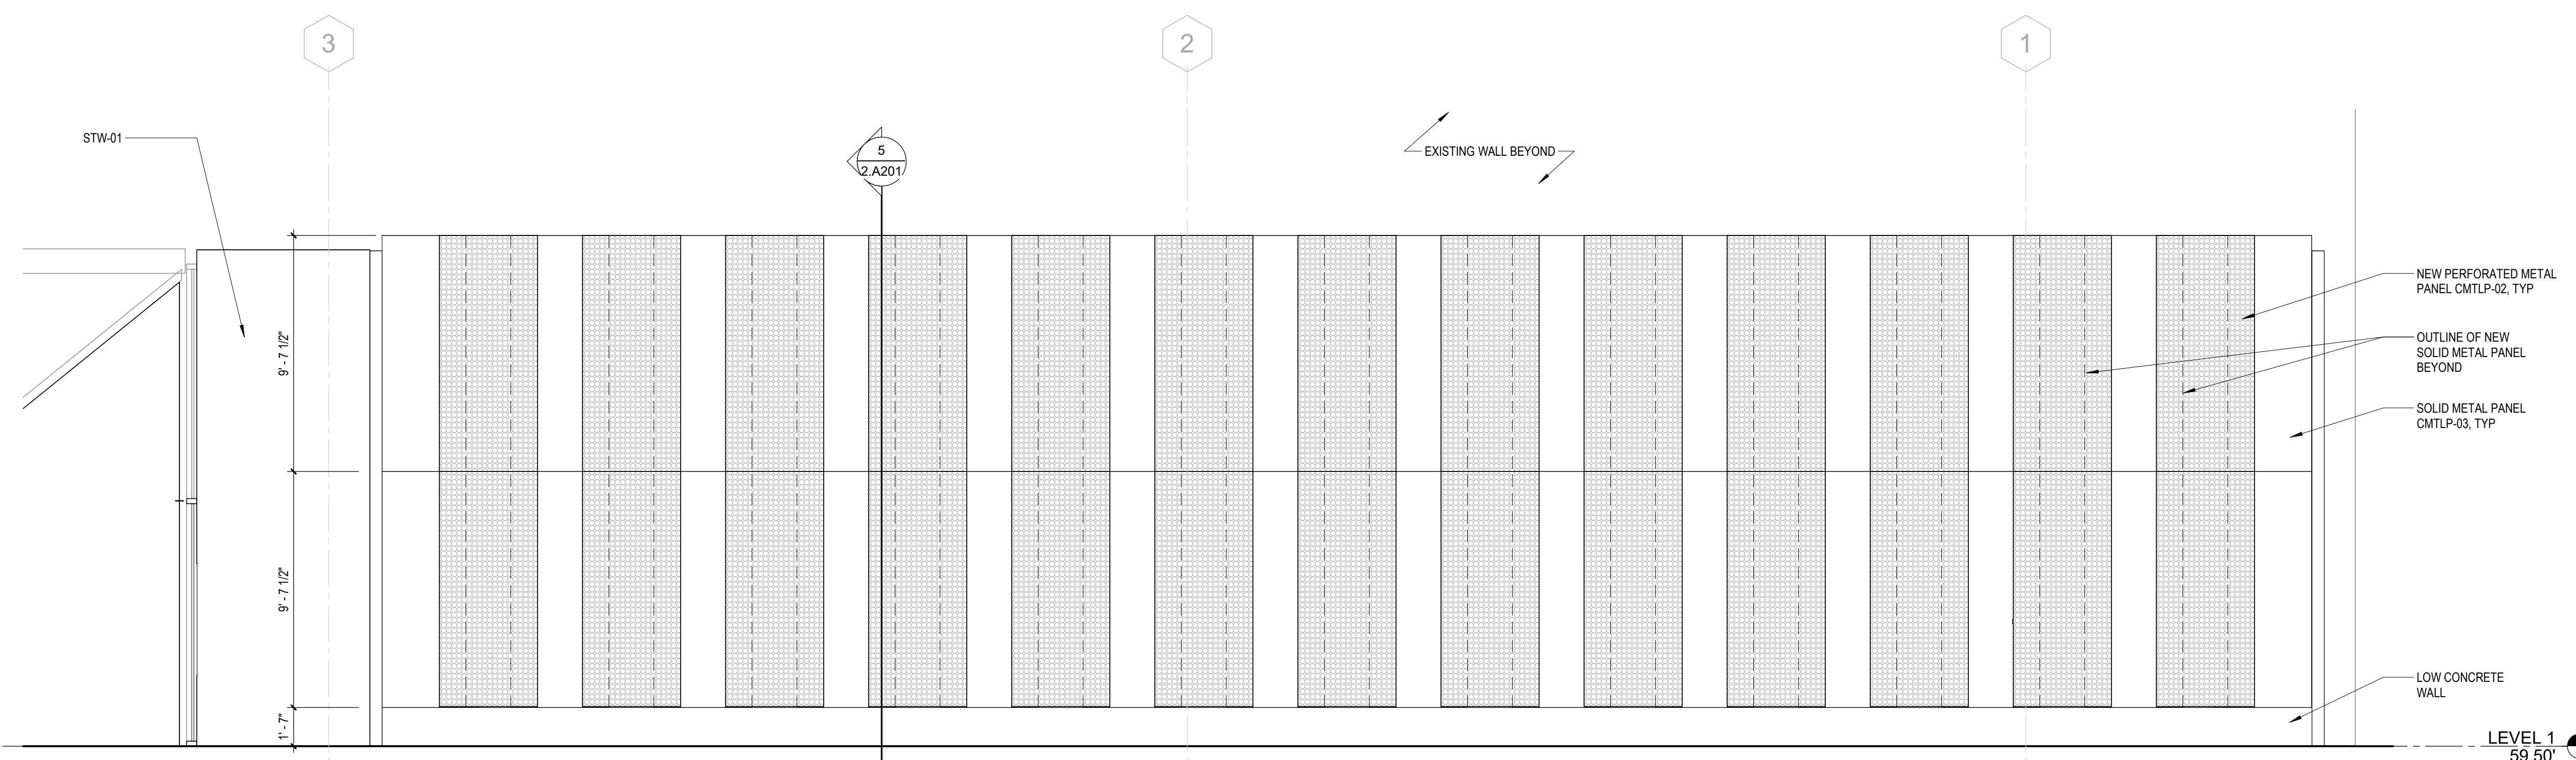 3
2
1
STW-01
5
2.A201
EXISTING WALL BEYOND
9' - 7 1/2"
9' - 7 1/2"
1' - 7"
NEW PERFORATED METAL
PANEL CMTLP-02, TYP
OUTLINE OF NEW
SOLID METAL PANEL
BEYOND
SOLID METAL PANEL
CMTLP-03, TYP
LOW CONCRETE
WALL
LEVEL 1
59.50'